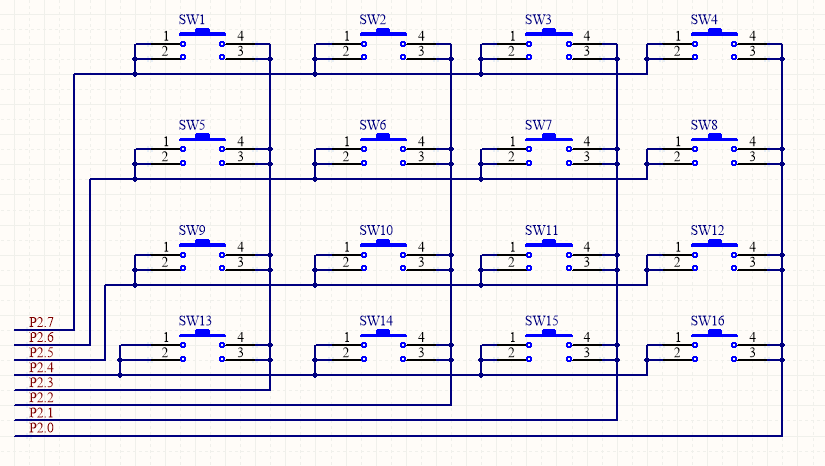 SW1 SW2 SW3 SW4
1 4 1 4 1 4 1 4
2 3 2 3 2 3 2 3
SW5 SW6 SW7 SW8
1 4 1 4 1 4 1 4
2 3 2 3 2 3 2 3
SW9 SW10 SW11 SW12
1 4 1 4 1 4 1 4
2 3 2 3 2 3 2 3
SW13 SW14 SW15 SW16
P2.7
1 4 1 4 1 4 1 4
P2.6
2 3 2 3 2 3 2 3
P2.5
P2.4
P2.3
P2.2
P2.1
P2.0